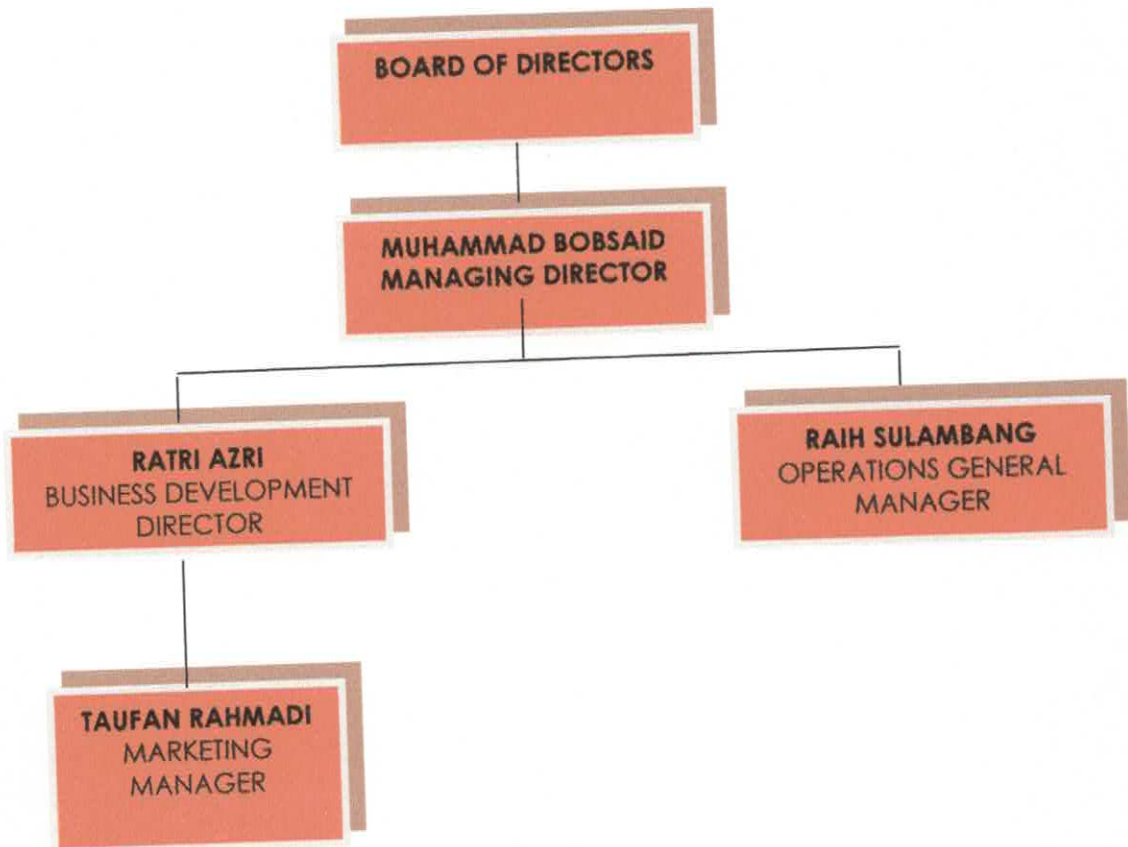 BOARD OF DIRECTORS
MUHAMMAD BOBSAID
MANAGING DIRECTOR
RATRI AZRI
BUSINESS DEVELOPMENT
DIRECTOR
RAIH SULAMBANG
OPERATIONS GENERAL
MANAGER
TAUFAN RAHMADI
MARKETING
MANAGER